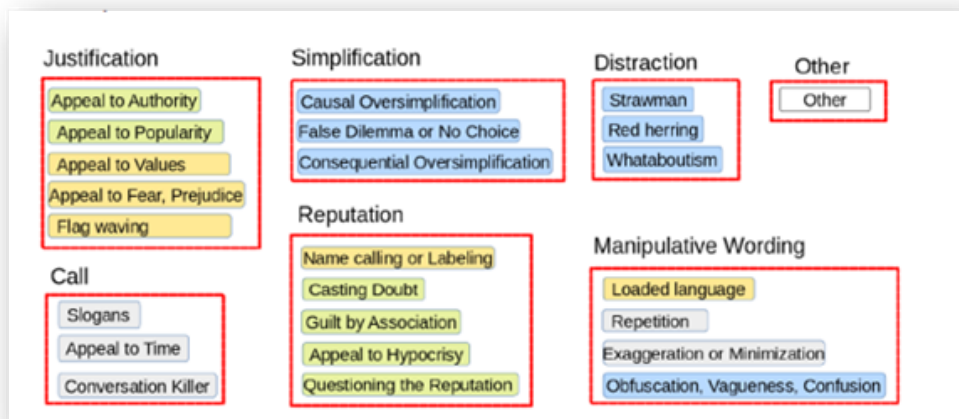 Justification
Appeal to Authority
Appeal to Popularity
Appeal to Values
Appeal to Fear, Prejudice
Flag waving
Call
Slogans
Appeal to Time
Conversation Killer
Simplification
Causal Oversimplification
False Dilemma or No Choice
Consequential Oversimplification
Reputation
Name calling or Labeling
Casting Doubt
Guilt by Association
Appeal to Hypocrisy
Questioning the Reputation
Distraction
Strawman
Red herring
Whataboutism
Other
Other
Manipulative Wording
Loaded language
Repetition
Exaggeration or Minimization
Obfuscation, Vagueness, Confusion